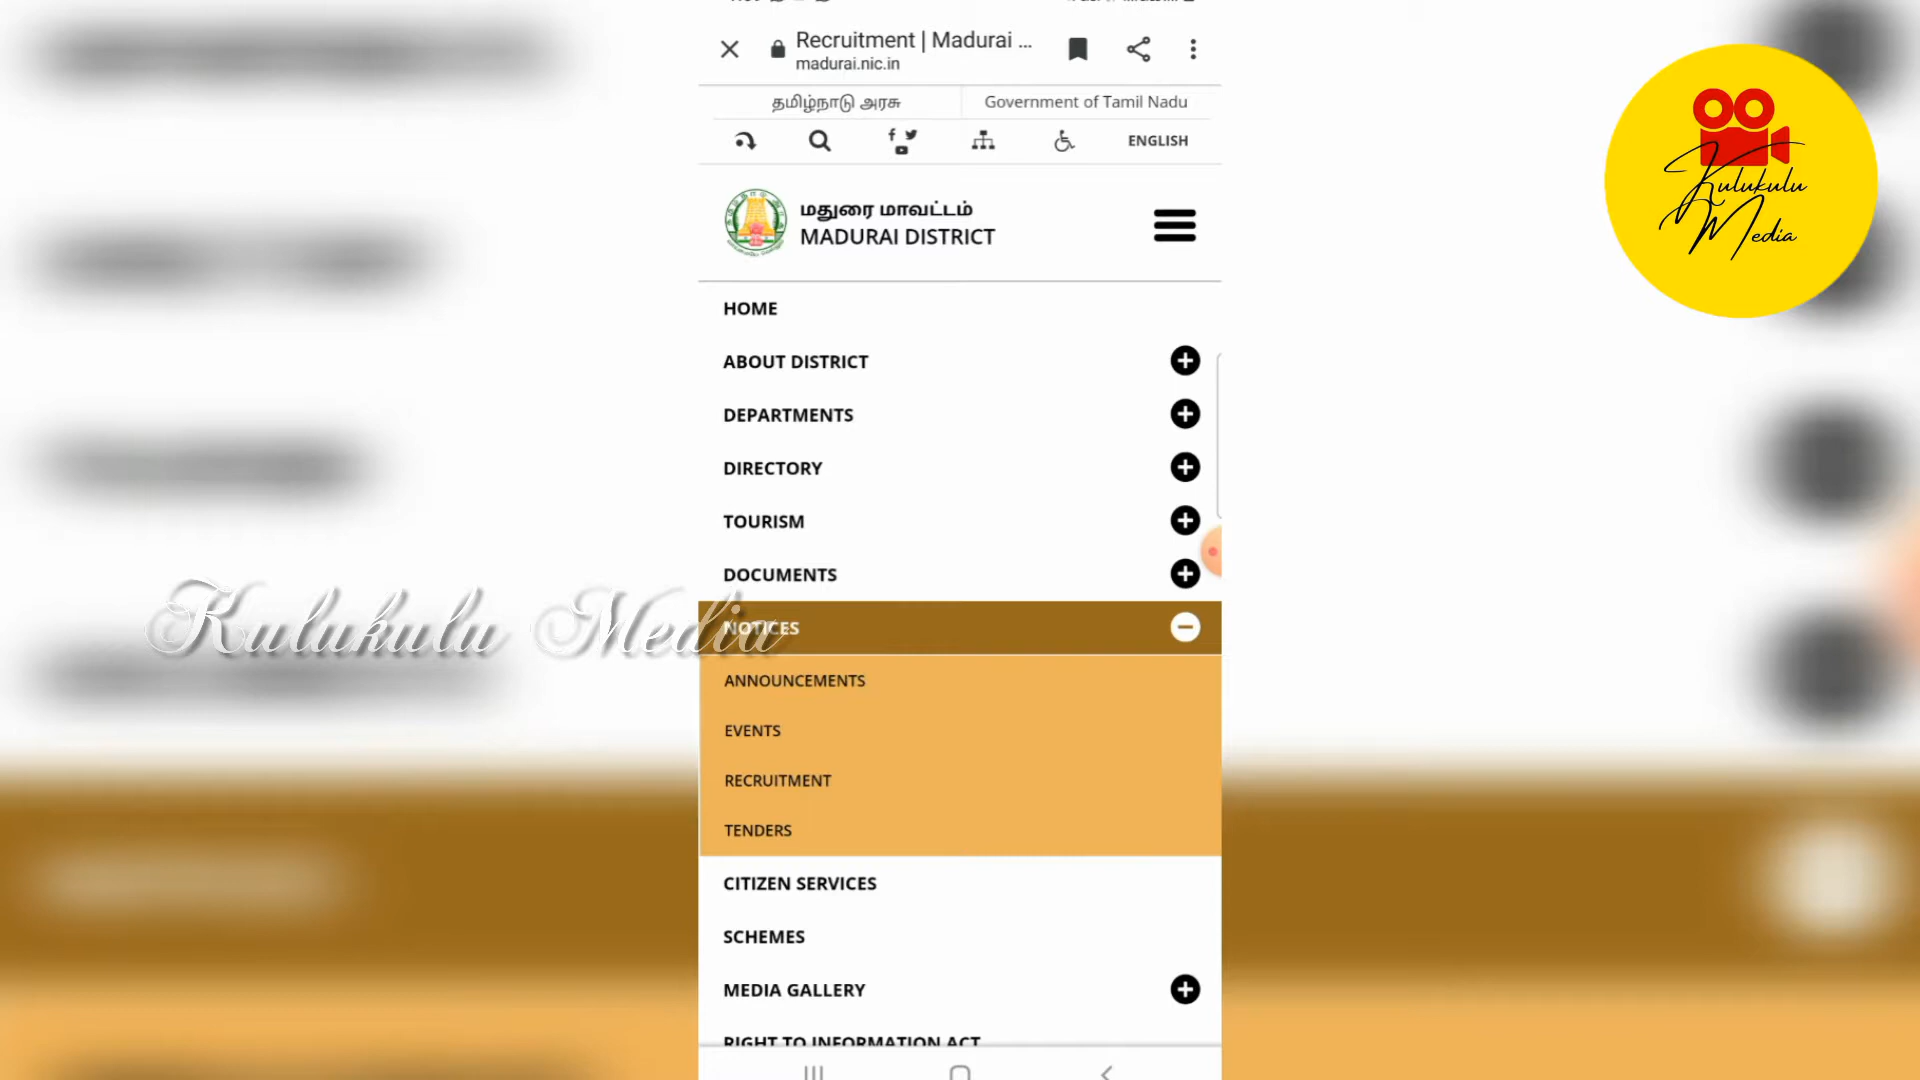 Recruitment | Madurai ...
madurai.nic.in
தமிழ்நாடு அரசு
Government of Tamil Nadu
ENGLISH
மதுரை மாவட்டம்
MADURAI DISTRICT
HOME
ABOUT DISTRICT
DEPARTMENTS
DIRECTORY
TOURISM
DOCUMENTS
NOTICES
ANNOUNCEMENTS
EVENTS
RECRUITMENT
TENDERS
CITIZEN SERVICES
SCHEMES
MEDIA GALLERY
RIGHT TO INFORMATION ACT
Kulukulu Media
Kulukulu
Media